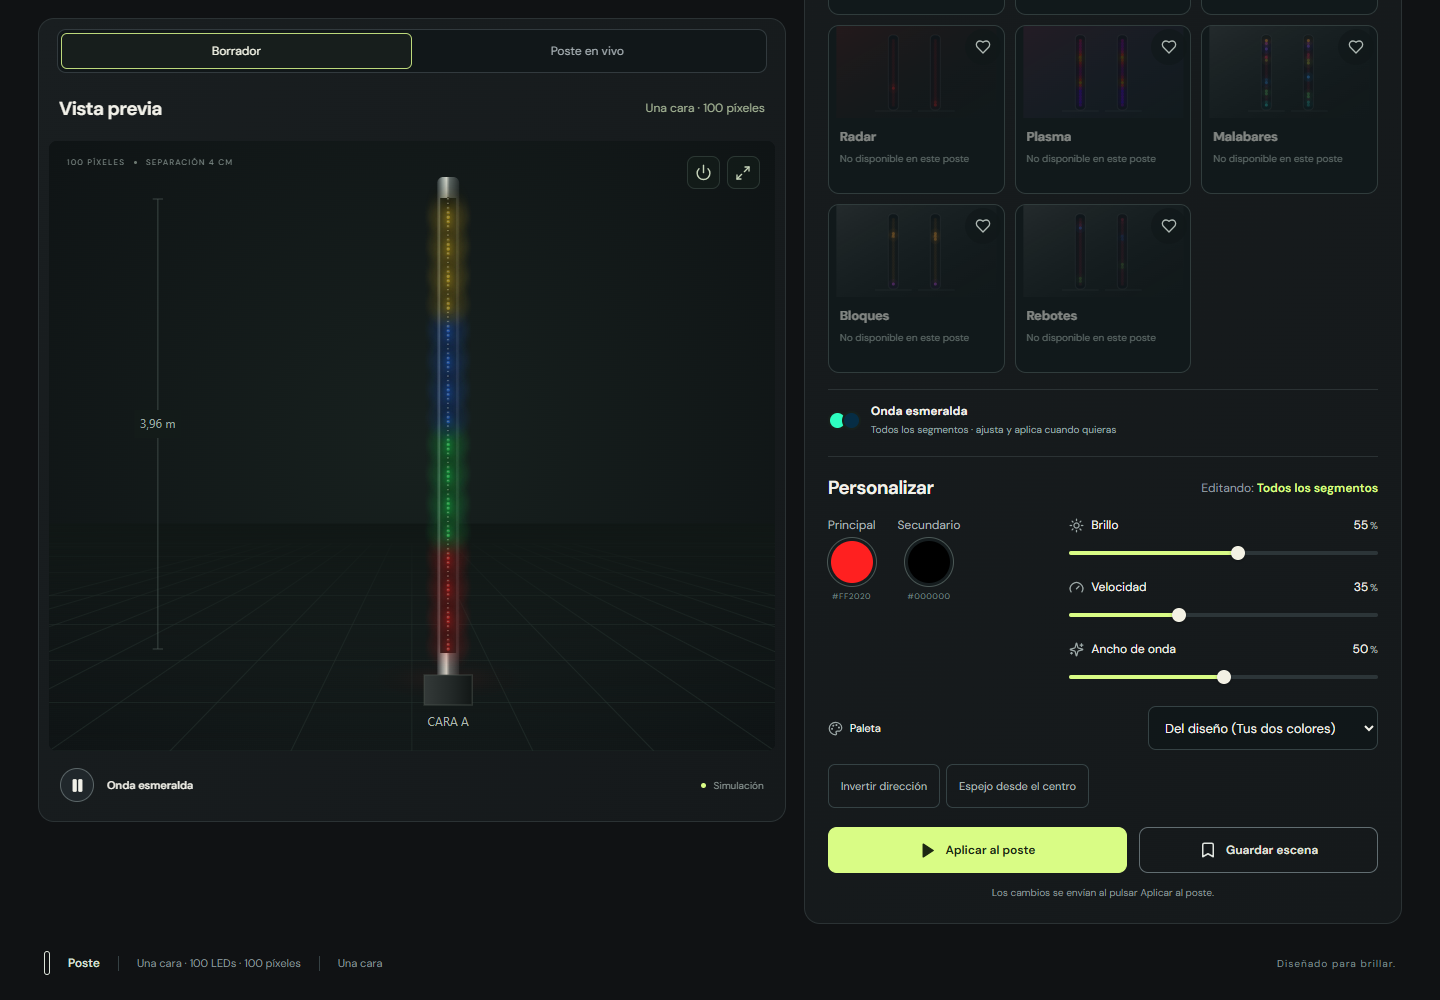 Borrador
Poste en vivo
Vista previa
Una cara · 100 píxeles
100 PÍXELES • SEPARACIÓN 4 CM
3,96 m
CARA A
Onda esmeralda
Simulación
Radar
No disponible en este poste
Plasma
No disponible en este poste
Malabares
No disponible en este poste
Bloques
No disponible en este poste
Rebotes
No disponible en este poste
Onda esmeralda
Todos los segmentos · ajusta y aplica cuando quieras
Personalizar
Editando: Todos los segmentos
Principal
Secundario
#FF2020
#000000
Brillo
55 %
Velocidad
35 %
Ancho de onda
50 %
Paleta
Del diseño (Tus dos colores)
Invertir dirección
Espejo desde el centro
Aplicar al poste
Guardar escena
Los cambios se envían al pulsar Aplicar al poste.
Poste
Una cara · 100 LEDs · 100 píxeles
Una cara
Diseñado para brillar.